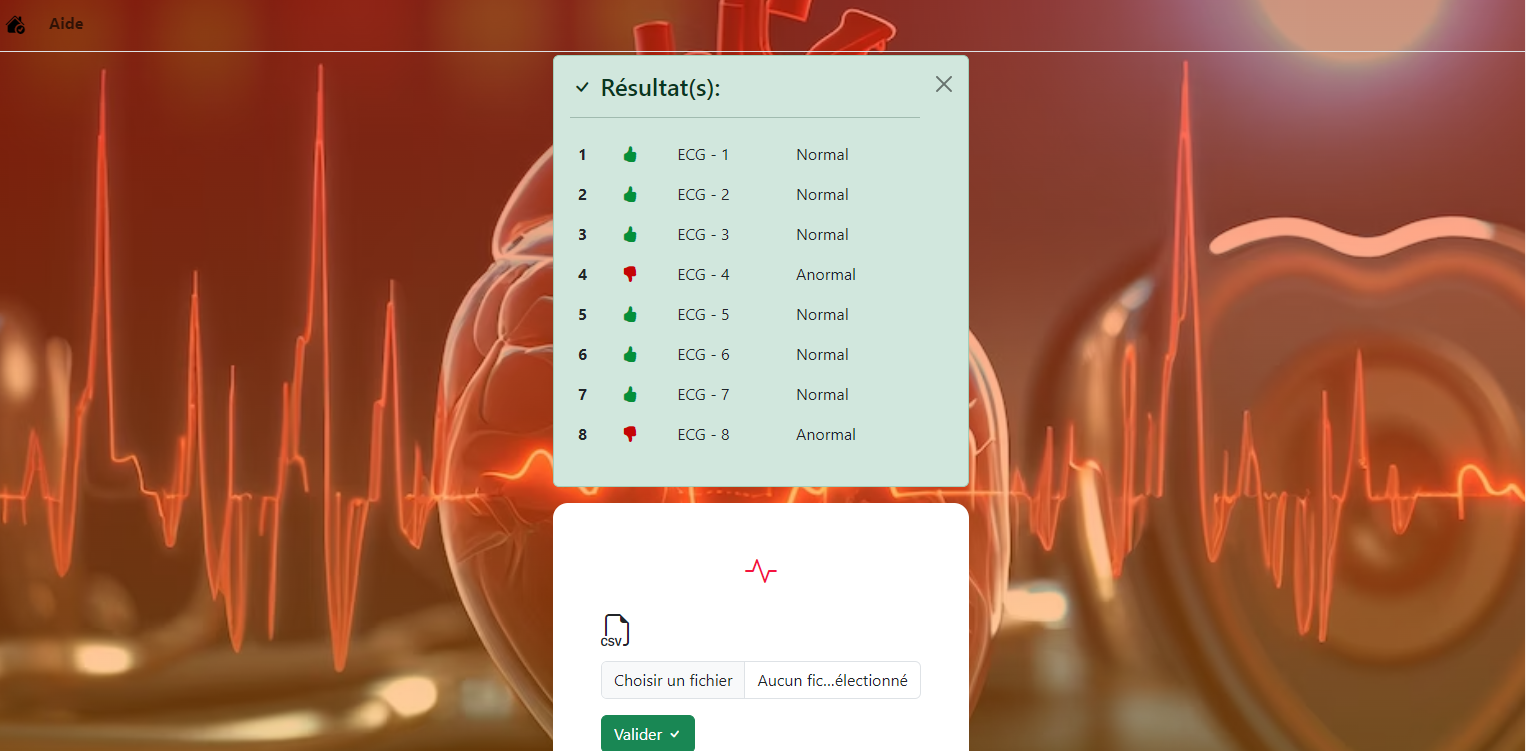 Aide
Résultat(s):
1 ECG - 1 Normal
2 ECG - 2 Normal
3 ECG - 3 Normal
4 ECG - 4 Anormal
5 ECG - 5 Normal
6 ECG - 6 Normal
7 ECG - 7 Normal
8 ECG - 8 Anormal
CSV
Choisir un fichier Aucun fic...électionné
Valider